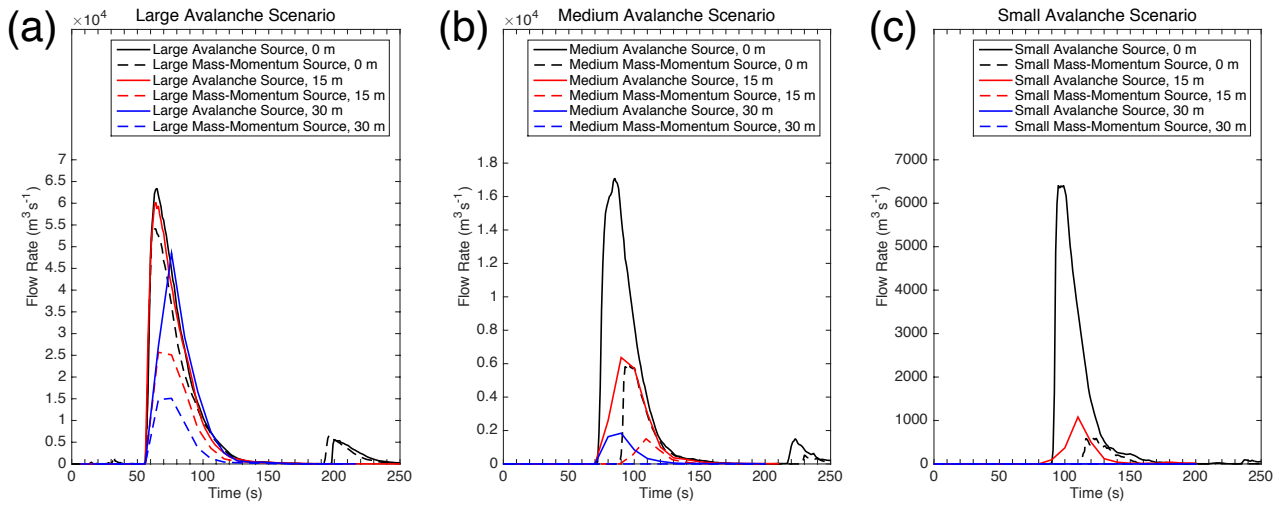 (a)
Large Avalanche Scenario
×10⁴
Large Avalanche Source, 0 m
Large Mass-Momentum Source, 0 m
Large Avalanche Source, 15 m
Large Mass-Momentum Source, 15 m
Large Avalanche Source, 30 m
Large Mass-Momentum Source, 30 m
7
6.5
6
5.5
5
4.5
4
3.5
3
2.5
2
1.5
1
0.5
0
Flow Rate (m³ s⁻¹)
0 50 100 150 200 250
Time (s)
(b)
Medium Avalanche Scenario
×10⁴
Medium Avalanche Source, 0 m
Medium Mass-Momentum Source, 0 m
Medium Avalanche Source, 15 m
Medium Mass-Momentum Source, 15 m
Medium Avalanche Source, 30 m
Medium Mass-Momentum Source, 30 m
1.8
1.6
1.4
1.2
1
0.8
0.6
0.4
0.2
0
Flow Rate (m³ s⁻¹)
0 50 100 150 200 250
Time (s)
(c)
Small Avalanche Scenario
Small Avalanche Source, 0 m
Small Mass-Momentum Source, 0 m
Small Avalanche Source, 15 m
Small Mass-Momentum Source, 15 m
Small Avalanche Source, 30 m
Small Mass-Momentum Source, 30 m
7000
6000
5000
4000
3000
2000
1000
0
Flow Rate (m³ s⁻¹)
0 50 100 150 200 250
Time (s)